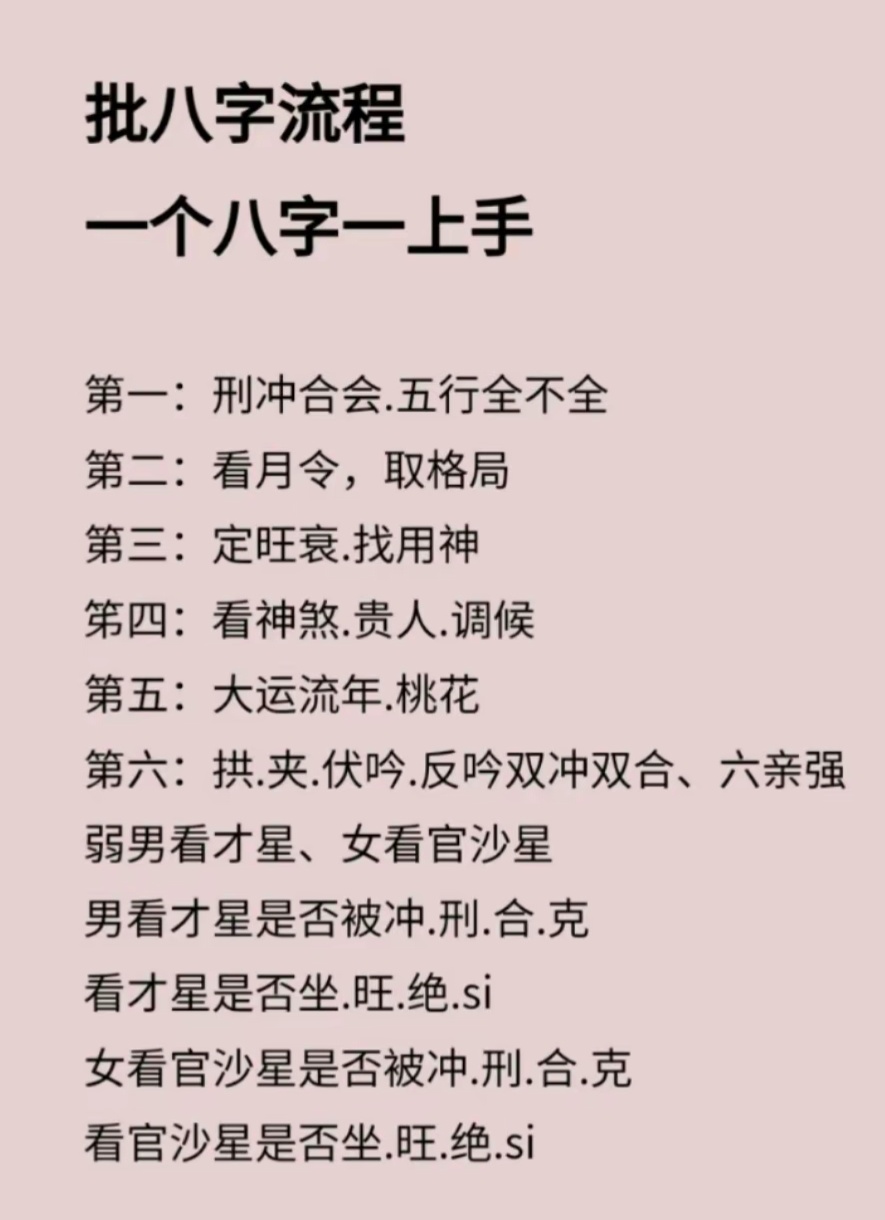 批八字流程
一个八字一上手
第一：刑冲合会.五行全不全
第二：看月令，取格局
第三：定旺衰.找用神
笫四：看神煞.贵人.调候
第五：大运流年.桃花
第六：拱.夹.伏吟.反吟双冲双合、六亲强
弱男看才星、女看官沙星
男看才星是否被冲.刑.合.克
看才星是否坐.旺.绝.si
女看官沙星是否被冲.刑.合.克
看官沙星是否坐.旺.绝.si